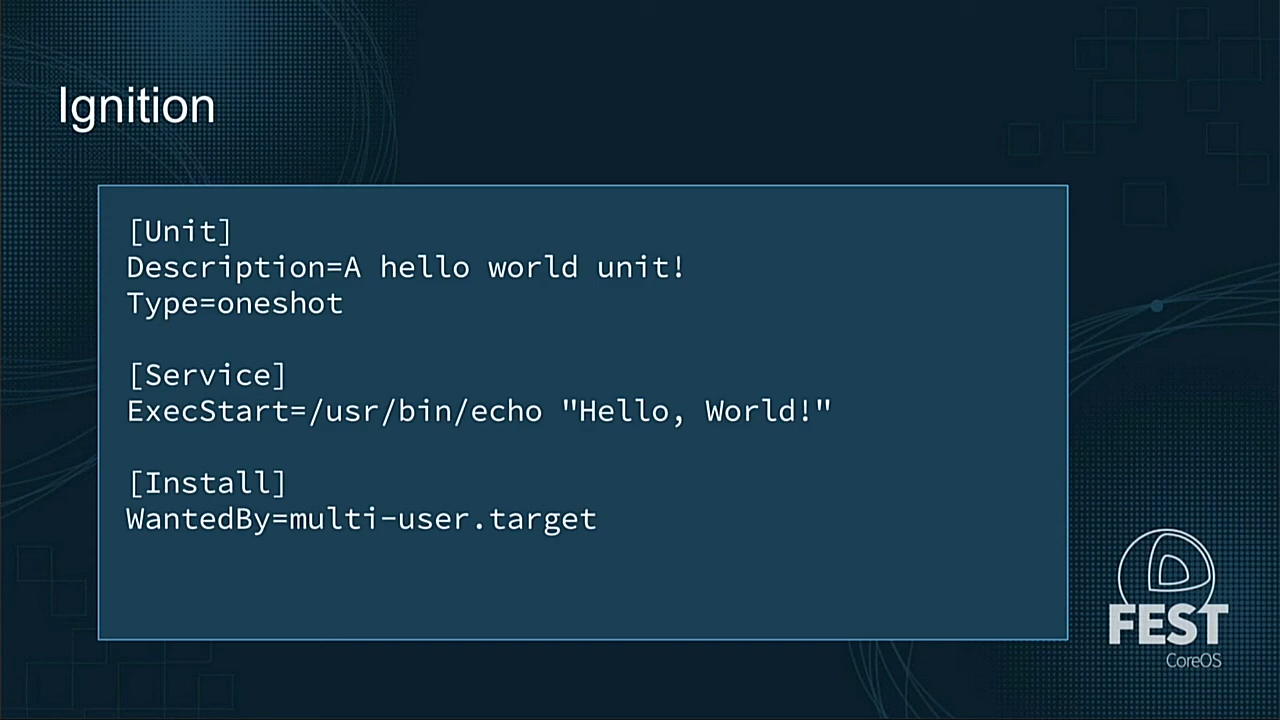 Ignition
[Unit]
Description=A hello world unit!
Type=oneshot
[Service]
ExecStart=/usr/bin/echo "Hello, World!"
[Install]
WantedBy=multi-user.target
FEST
CoreOS